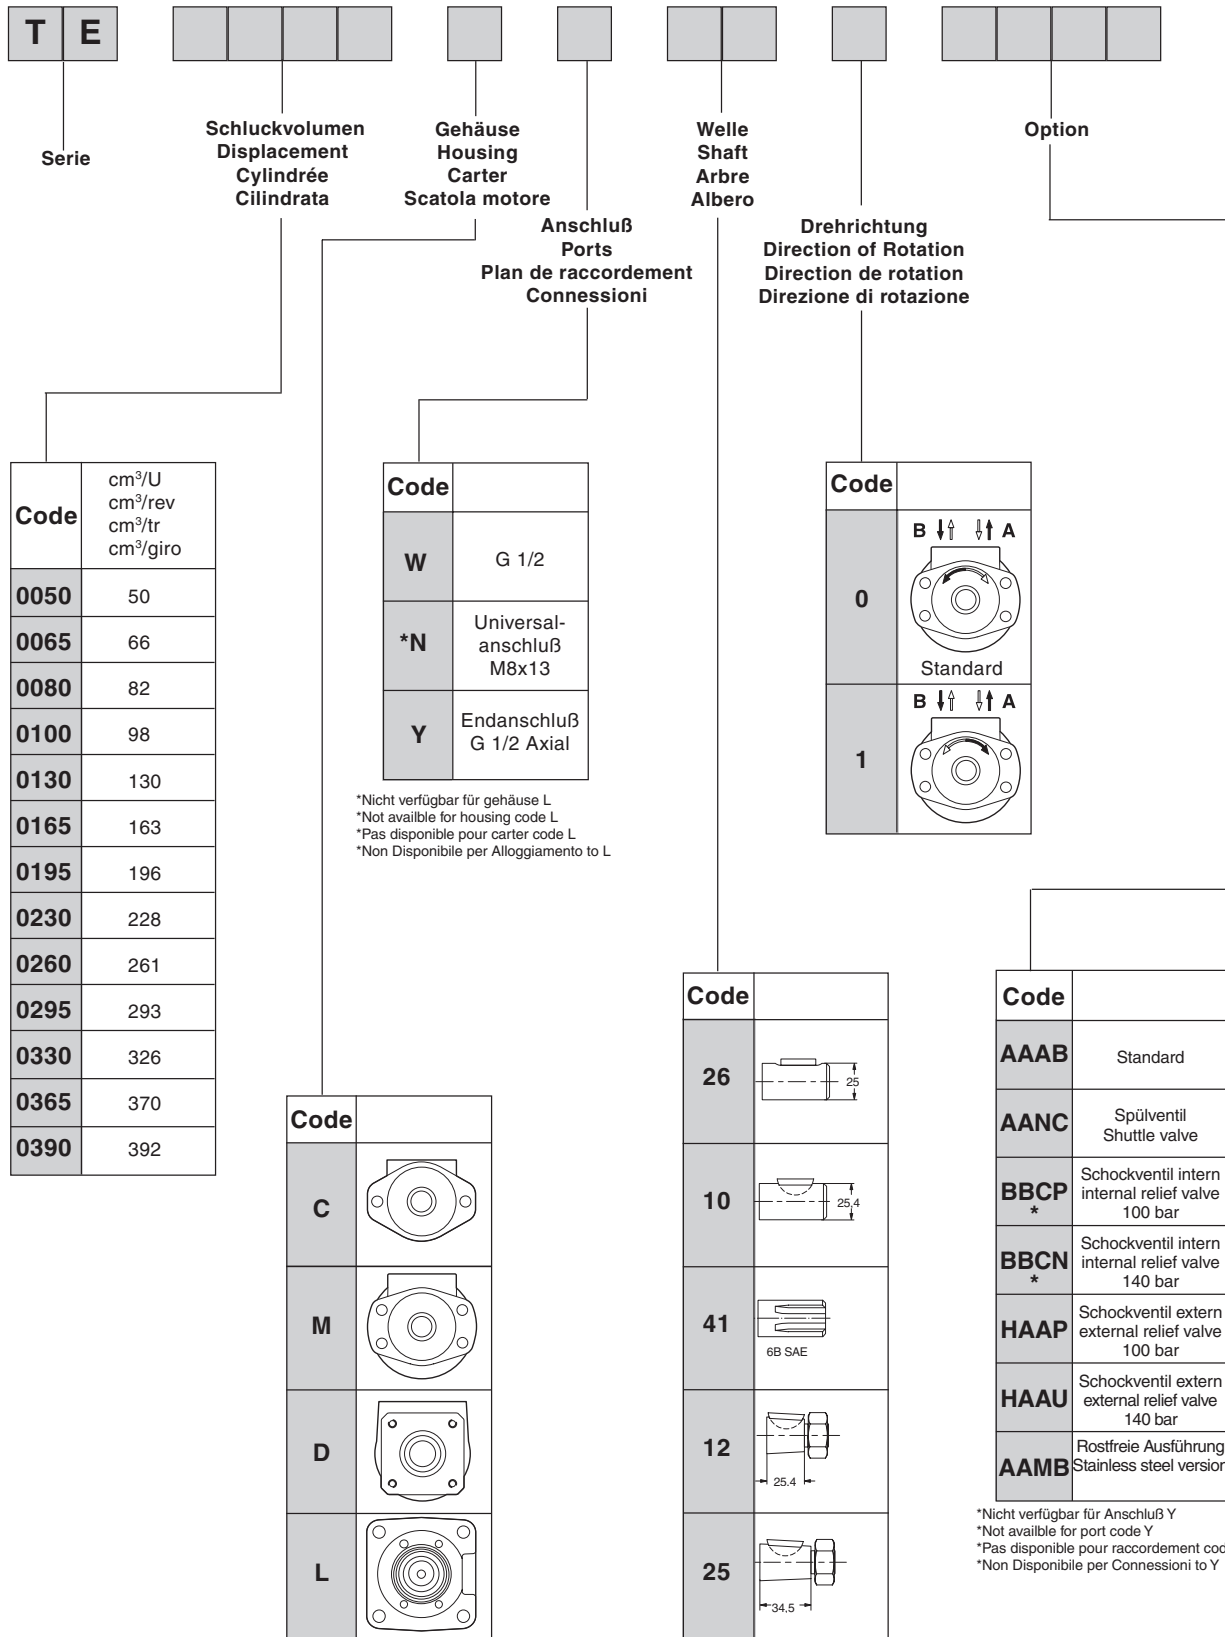 T E
Serie
Schluckvolumen
Displacement
Cylindrée
Cilindrata
Gehäuse
Housing
Carter
Scatola motore
Anschluß
Ports
Plan de raccordement
Connessioni
Welle
Shaft
Arbre
Albero
Drehrichtung
Direction of Rotation
Direction de rotation
Direzione di rotazione
Option
Code
cm³/U
cm³/rev
cm³/tr
cm³/giro
0050 50
0065 66
0080 82
0100 98
0130 130
0165 163
0195 196
0230 228
0260 261
0295 293
0330 326
0365 370
0390 392
Code
W G 1/2
*N Universal-
anschluß
M8x13
Y Endanschluß
G 1/2 Axial
*Nicht verfügbar für gehäuse L
*Not availble for housing code L
*Pas disponible pour carter code L
*Non Disponibile per Alloggiamento to L
Code
B A
0
Standard
B A
1
Code
C
M
D
L
Code
26 25
10 25,4
41
6B SAE
12
25.4
25
34,5
Code
AAAB Standard
AANC Spülventil
Shuttle valve
BBCP * Schockventil intern
internal relief valve
100 bar
BBCN * Schockventil intern
internal relief valve
140 bar
HAAP Schockventil extern
external relief valve
100 bar
HAAU Schockventil extern
external relief valve
140 bar
AAMB Rostfreie Ausführung
Stainless steel version
*Nicht verfügbar für Anschluß Y
*Not availble for port code Y
*Pas disponible pour raccordement cod
*Non Disponibile per Connessioni to Y